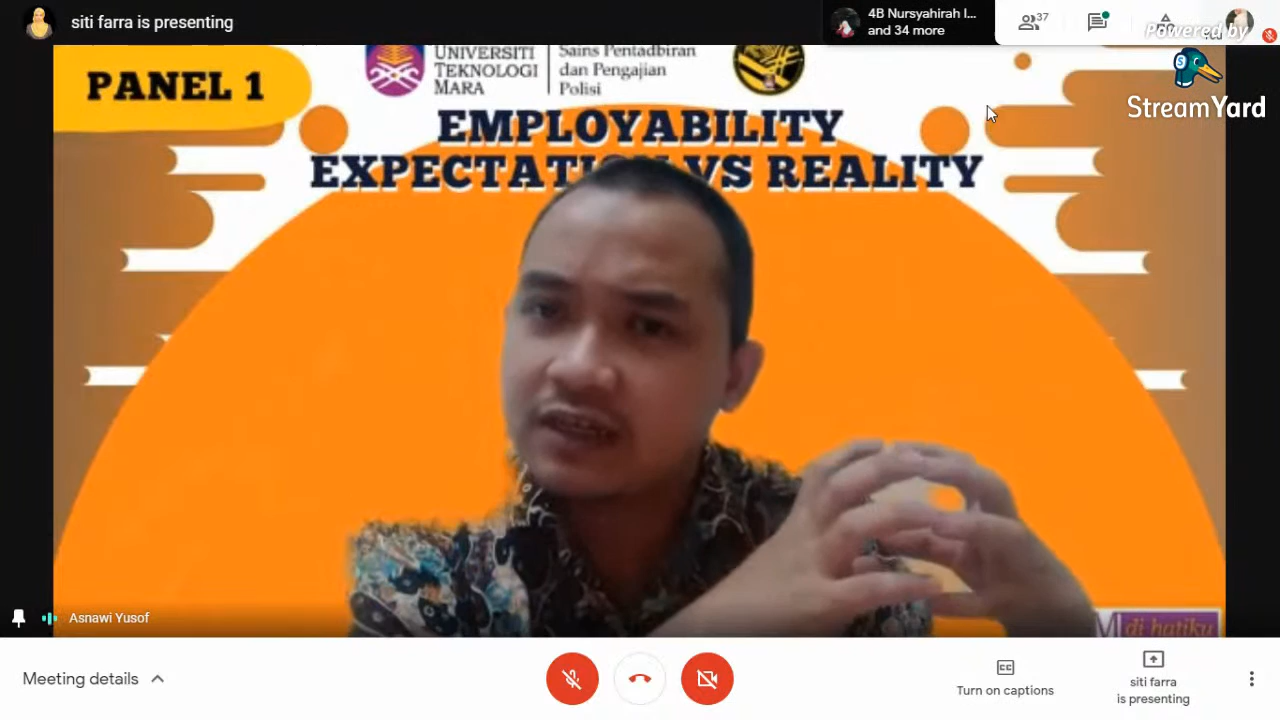 siti farra is presenting
4B Nursyahirah I...
and 34 more
37
Powered by
StreamYard
PANEL 1
UNIVERSITI
TEKNOLOGI
MARA
Sains Pentadbiran
dan Pengajian
Polisi
EMPLOYABILITY
EXPECTATI VS REALITY
di hatiku
Asnawi Yusof
Meeting details
CC
Turn on captions
siti farra
is presenting